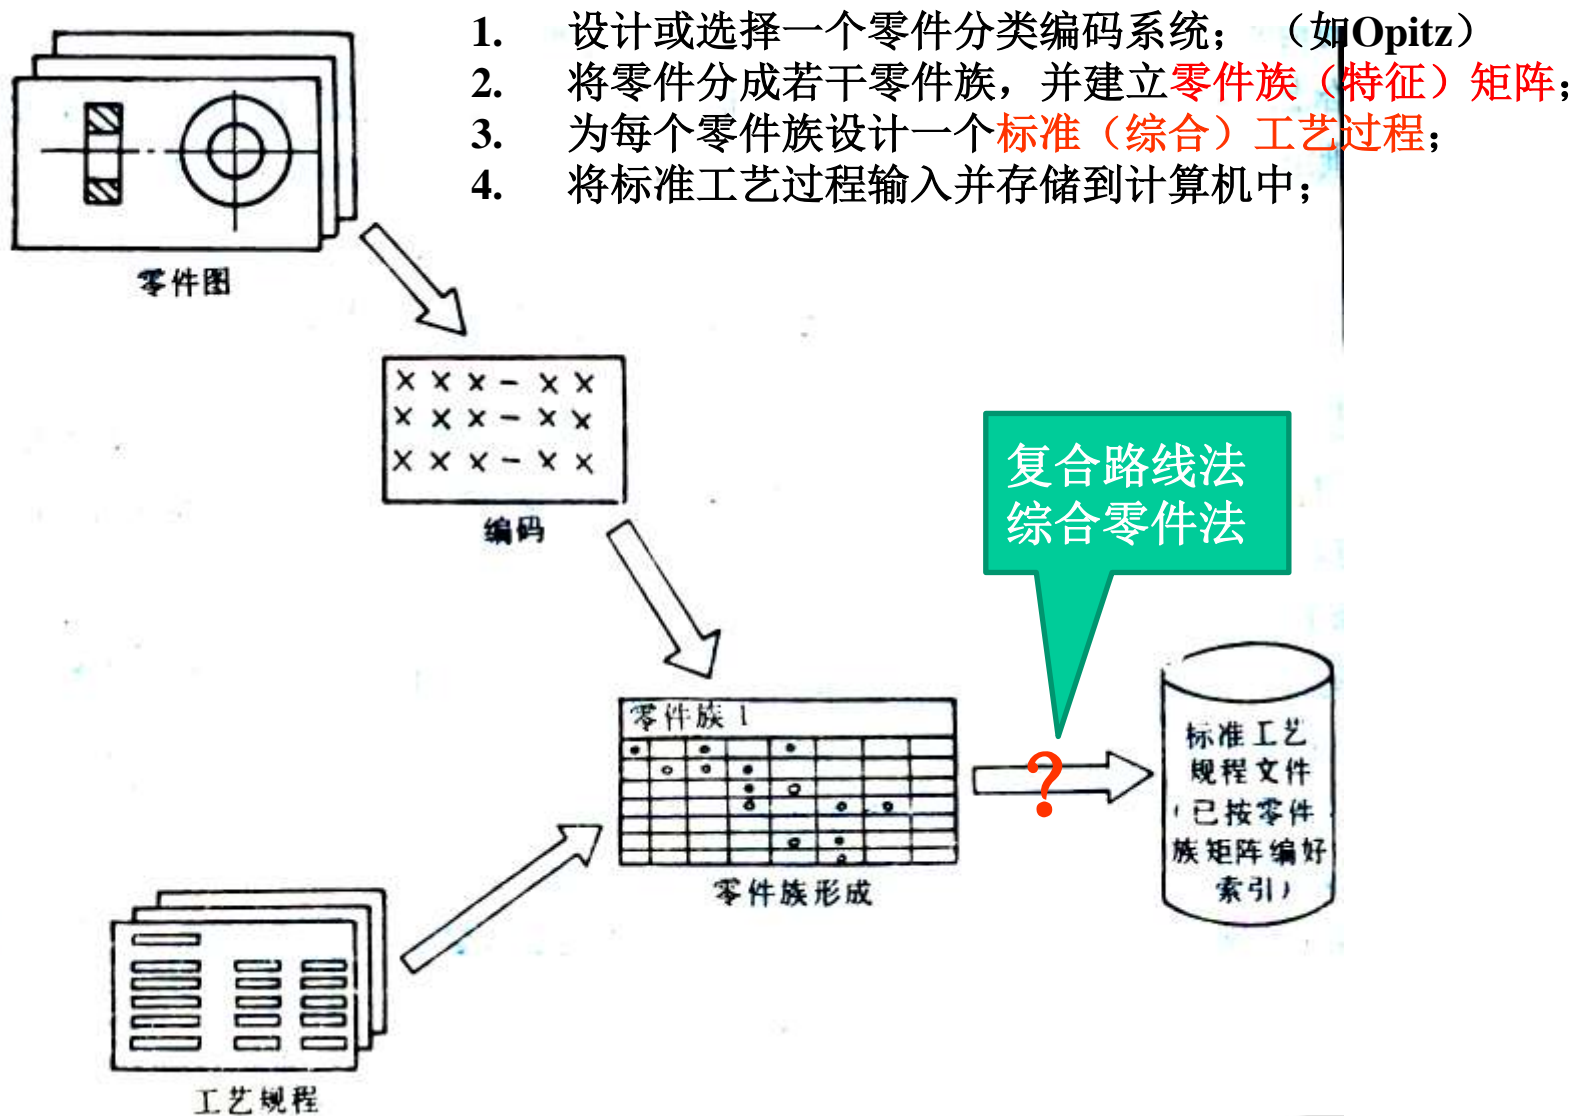 1. 设计或选择一个零件分类编码系统； （如Opitz）
2. 将零件分成若干零件族，并建立零件族（特征）矩阵；
3. 为每个零件族设计一个标准（综合）工艺过程；
4. 将标准工艺过程输入并存储到计算机中；
零件图
× × × - × ×
× × × - × ×
× × × - × ×
编码
复合路线法
综合零件法
零件族 1
?
标准工艺
规程文件
（已按零件
族矩阵编好
索引）
零件族形成
工艺规程